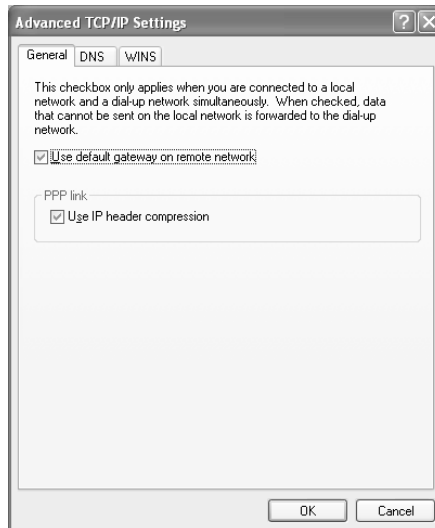 Advanced TCP/IP Settings
General DNS WINS
This checkbox only applies when you are connected to a local
network and a dial-up network simultaneously. When checked, data
that cannot be sent on the local network is forwarded to the dial-up
network.
Use default gateway on remote network
PPP link
Use IP header compression
OK Cancel